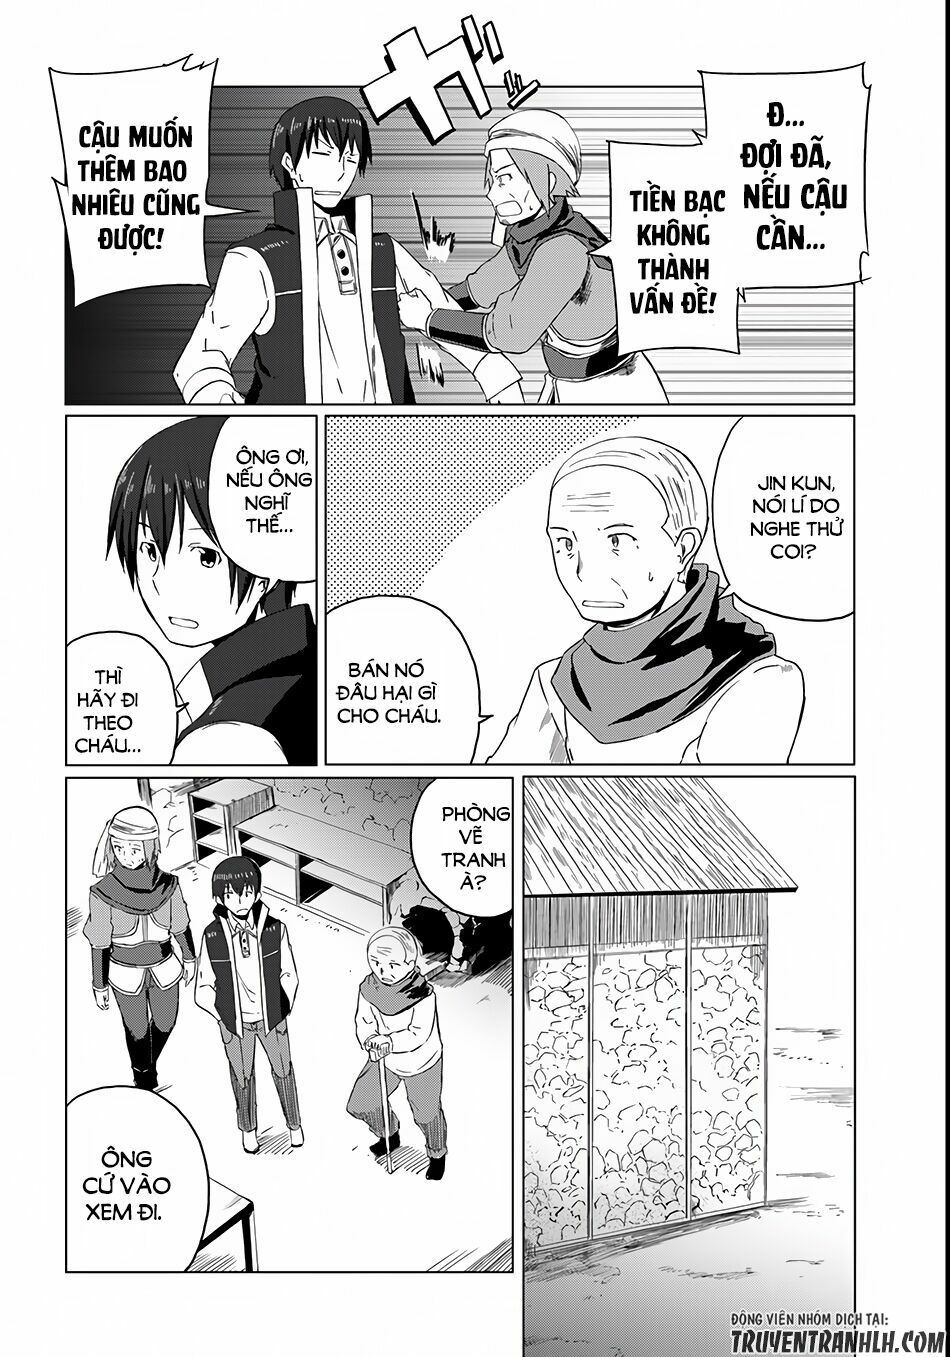 ガシッ
Đ...
ĐỢI ĐÃ,
NẾU CẬU
CẦN...
TIỀN BẠC
KHÔNG
THÀNH
VẤN ĐỀ!
CẬU MUỐN
THÊM BAO
NHIÊU CŨNG
ĐƯỢC!
JIN KUN,
NÓI LÍ DO
NGHE THỬ
COI?
BÁN NÓ
ĐÂU HẠI GÌ
CHO CHÁU.
ÔNG ƠI,
NẾU ÔNG
NGHĨ
THẾ...
THÌ
HÃY ĐI
THEO
CHÁU...
PHÒNG
VẼ
TRANH
À?
ÔNG
CỨ VÀO
XEM ĐI.
ĐỘNG VIÊN NHÓM DỊCH TẠI:
TRUYENTRANHLH.COM